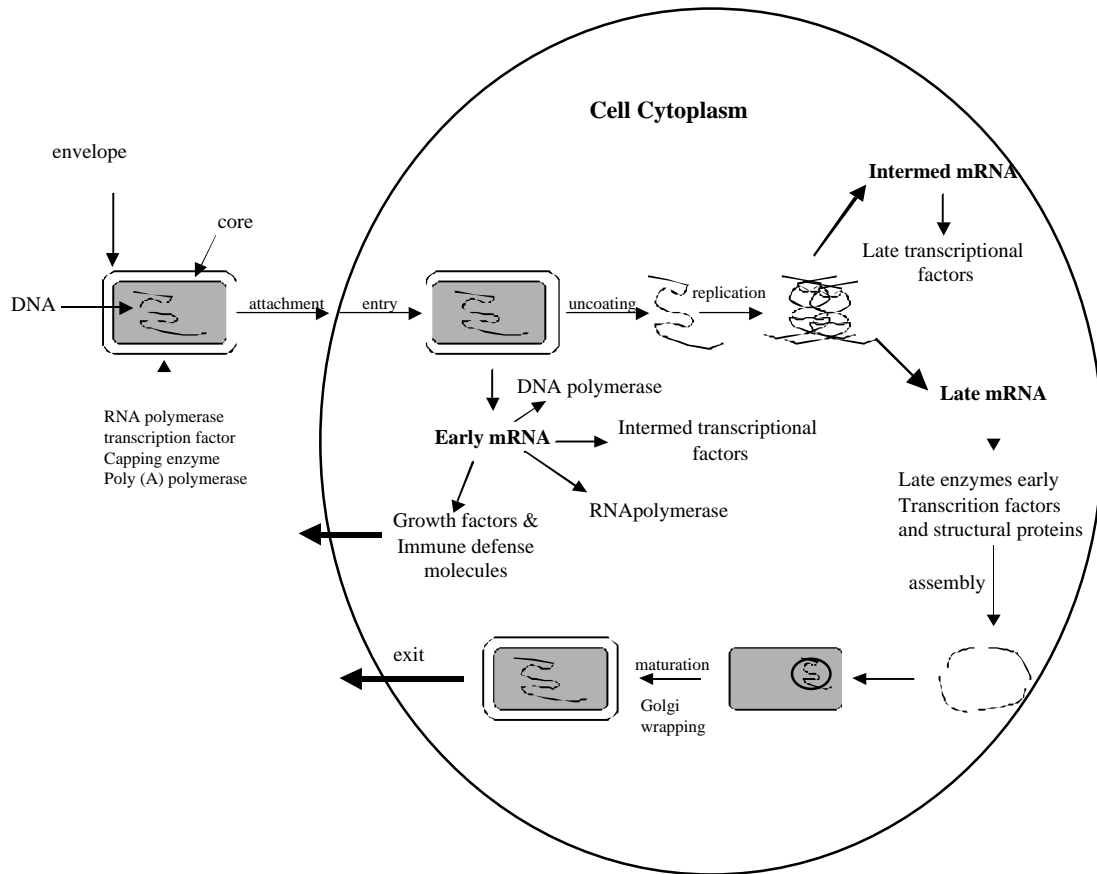 Cell Cytoplasm
envelope
core
DNA
RNA polymerase
transcription factor
Capping enzyme
Poly (A) polymerase
attachment
entry
uncoating
replication
Intermed mRNA
Late transcriptional
factors
Early mRNA
DNA polymerase
Intermed transcriptional
factors
RNApolymerase
Growth factors &
Immune defense
molecules
Late mRNA
Late enzymes early
Transcrition factors
and structural proteins
assembly
maturation
Golgi
wrapping
exit